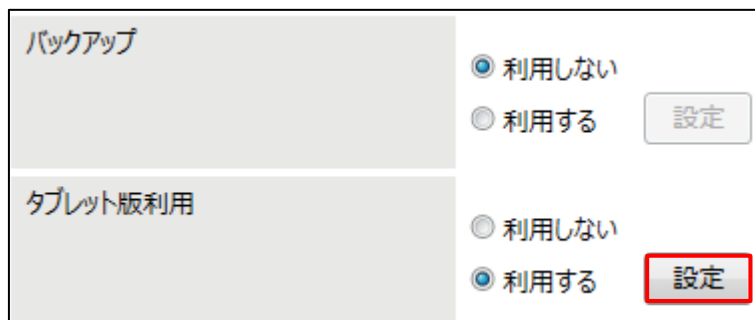 バックアップ
利用しない
利用する
設定
タブレット版利用
利用しない
利用する
設定